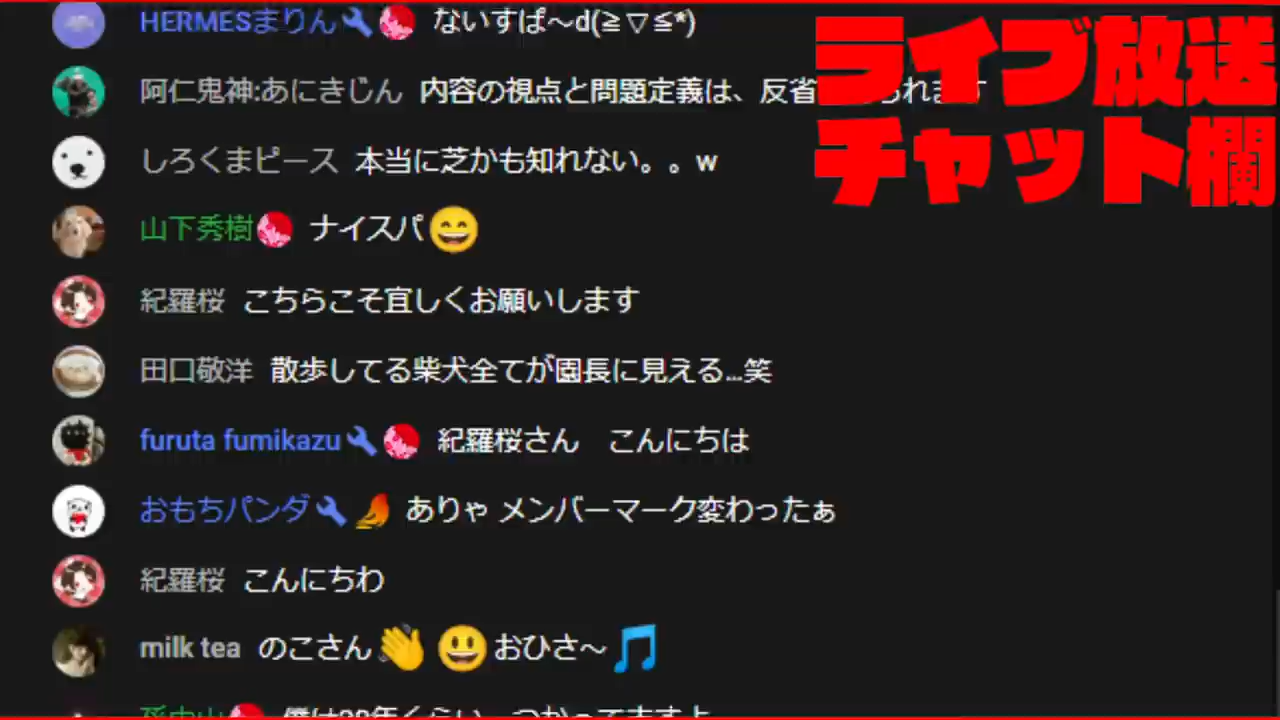 HERMESまりん ないすぱ～d(≧▽≦*)
ライブ放送
チャット欄
阿仁鬼神:あにきじん 内容の視点と問題定義は、反省
しろくまピース 本当に芝かも知れない。。w
山下秀樹 ナイスパ😄
紀羅桜 こちらこそ宜しくお願いします
田口敬洋 散歩してる柴犬全てが園長に見える...笑
furuta fumikazu 紀羅桜さん　こんにちは
おもちパンダ ありゃ メンバーマーク変わったぁ
紀羅桜 こんにちわ
milk tea のこさん👋😃おひさ～🎵